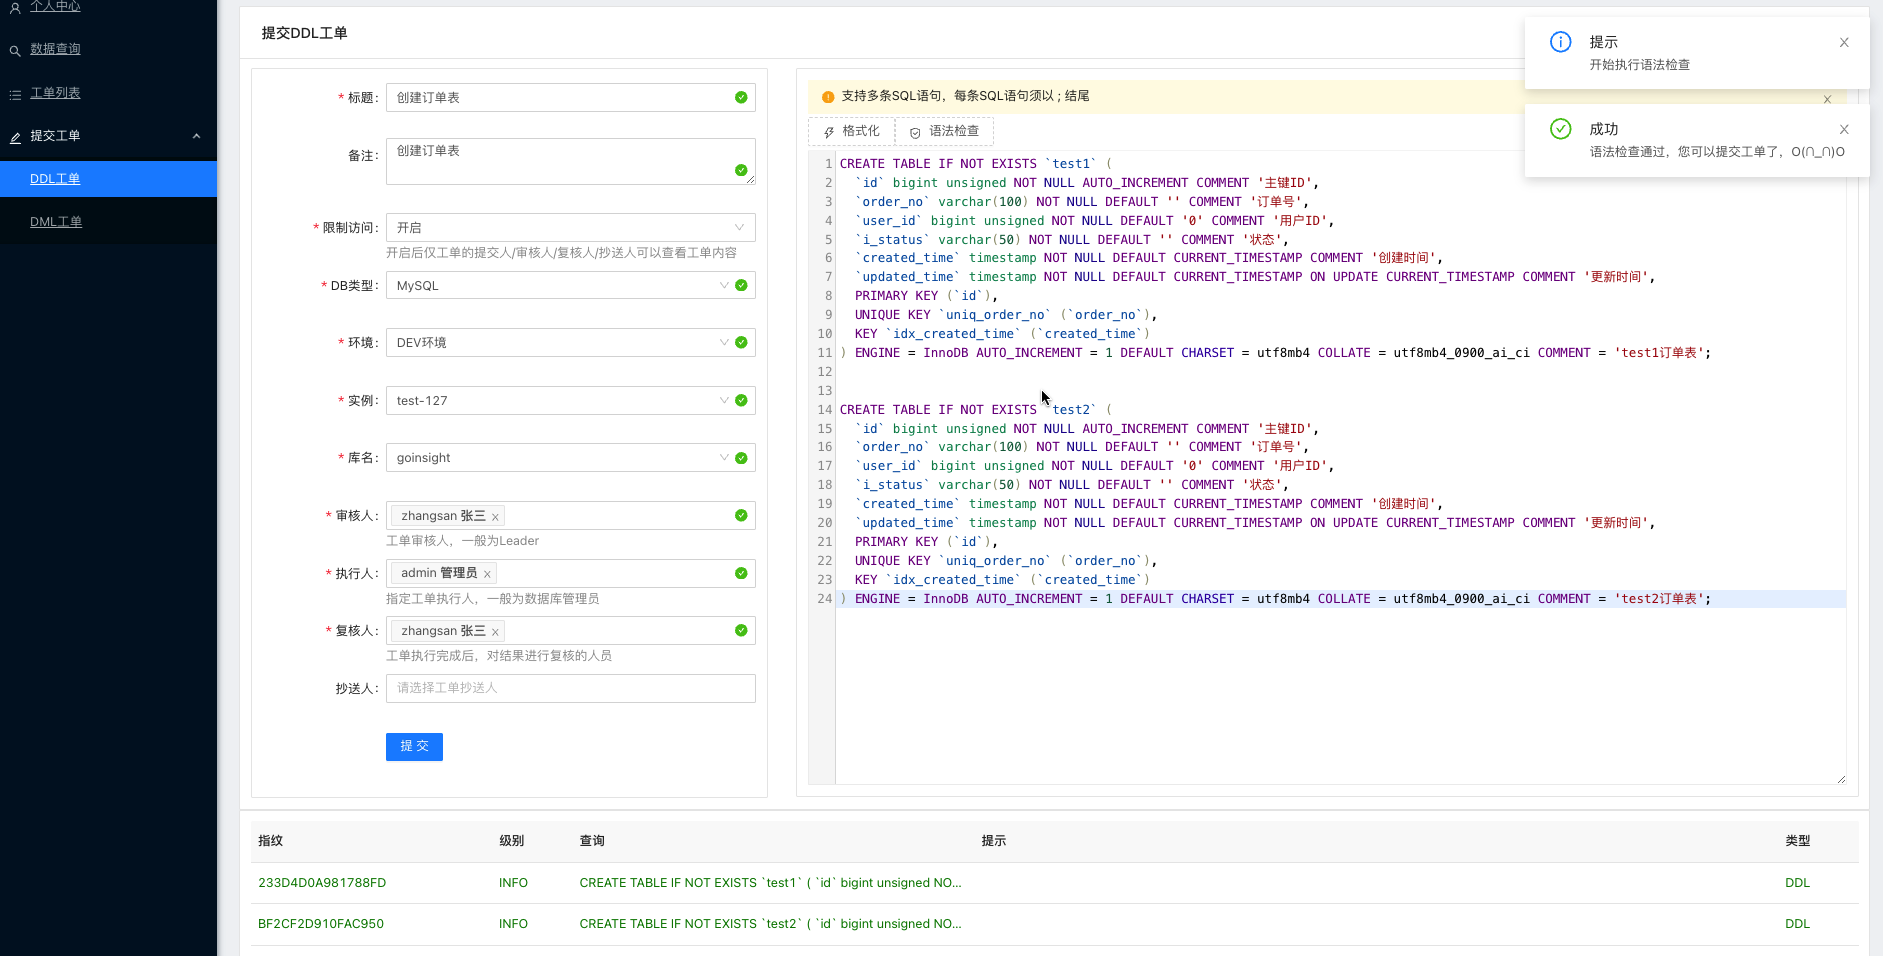 个人中心
数据查询
工单列表
提交工单
DDL工单
DML工单
提交DDL工单
* 标题: 创建订单表
备注: 创建订单表
* 限制访问: 开启
开启后仅工单的提交人/审核人/复核人/抄送人可以查看工单内容
* DB类型: MySQL
* 环境: DEV环境
* 实例: test-127
* 库名: goinsight
* 审核人: zhangsan 张三 x
工单审核人，一般为Leader
* 执行人: admin 管理员 x
指定工单执行人，一般为数据库管理员
* 复核人: zhangsan 张三 x
工单执行完成后，对结果进行复核的人员
抄送人: 请选择工单抄送人
提 交
支持多条SQL语句，每条SQL语句须以 ; 结尾
格式化 语法检查
1 CREATE TABLE IF NOT EXISTS `test1` (
2 `id` bigint unsigned NOT NULL AUTO_INCREMENT COMMENT '主键ID',
3 `order_no` varchar(100) NOT NULL DEFAULT '' COMMENT '订单号',
4 `user_id` bigint unsigned NOT NULL DEFAULT '0' COMMENT '用户ID',
5 `i_status` varchar(50) NOT NULL DEFAULT '' COMMENT '状态',
6 `created_time` timestamp NOT NULL DEFAULT CURRENT_TIMESTAMP COMMENT '创建时间',
7 `updated_time` timestamp NOT NULL DEFAULT CURRENT_TIMESTAMP ON UPDATE CURRENT_TIMESTAMP COMMENT '更新时间',
8 PRIMARY KEY (`id`),
9 UNIQUE KEY `uniq_order_no` (`order_no`),
10 KEY `idx_created_time` (`created_time`)
11 ) ENGINE = InnoDB AUTO_INCREMENT = 1 DEFAULT CHARSET = utf8mb4 COLLATE = utf8mb4_0900_ai_ci COMMENT = 'test1订单表';
12
13
14 CREATE TABLE IF NOT EXISTS `test2` (
15 `id` bigint unsigned NOT NULL AUTO_INCREMENT COMMENT '主键ID',
16 `order_no` varchar(100) NOT NULL DEFAULT '' COMMENT '订单号',
17 `user_id` bigint unsigned NOT NULL DEFAULT '0' COMMENT '用户ID',
18 `i_status` varchar(50) NOT NULL DEFAULT '' COMMENT '状态',
19 `created_time` timestamp NOT NULL DEFAULT CURRENT_TIMESTAMP COMMENT '创建时间',
20 `updated_time` timestamp NOT NULL DEFAULT CURRENT_TIMESTAMP ON UPDATE CURRENT_TIMESTAMP COMMENT '更新时间',
21 PRIMARY KEY (`id`),
22 UNIQUE KEY `uniq_order_no` (`order_no`),
23 KEY `idx_created_time` (`created_time`)
24 ) ENGINE = InnoDB AUTO_INCREMENT = 1 DEFAULT CHARSET = utf8mb4 COLLATE = utf8mb4_0900_ai_ci COMMENT = 'test2订单表';
提示
开始执行语法检查
成功
语法检查通过，您可以提交工单了，O(∩_∩)O
指纹 级别 查询 提示 类型
233D4D0A981788FD INFO CREATE TABLE IF NOT EXISTS `test1` ( `id` bigint unsigned NO... DDL
BF2CF2D910FAC950 INFO CREATE TABLE IF NOT EXISTS `test2` ( `id` bigint unsigned NO... DDL